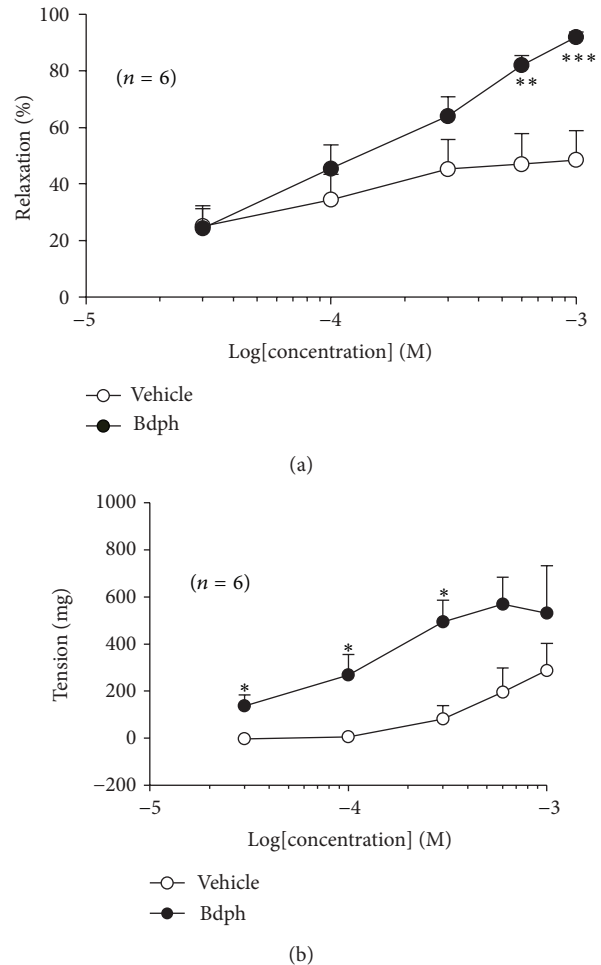 100
80
60
40
20
0
Relaxation (%)
(n = 6)
**
***
−5
−4
−3
Log[concentration] (M)
Vehicle
Bdph
(a)
1000
800
600
400
200
0
−200
Tension (mg)
(n = 6)
*
*
*
−5
−4
−3
Log[concentration] (M)
Vehicle
Bdph
(b)